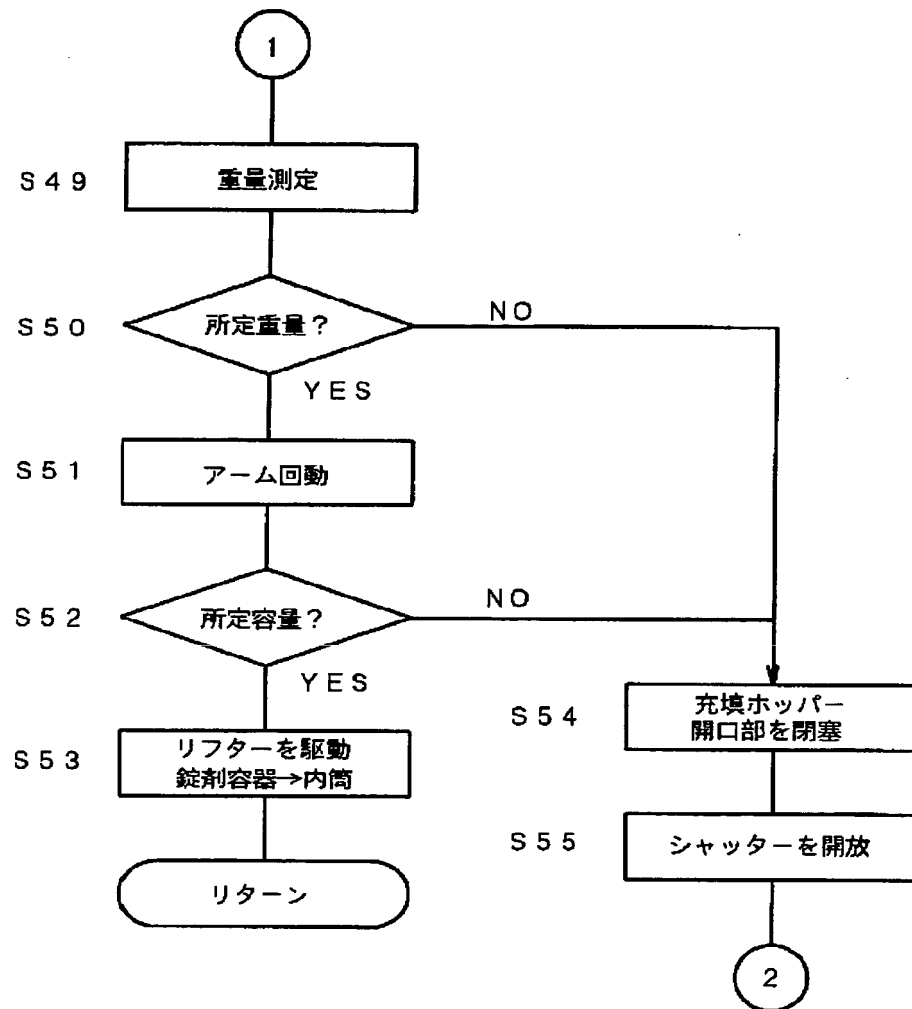 1
S49
重量測定
S50
所定重量?
NO
YES
S51
アーム回動
S52
所定容量?
NO
YES
S53
リフターを駆動
錠剤容器→内筒
リターン
S54
充填ホッパー
開口部を閉塞
S55
シャッターを開放
2